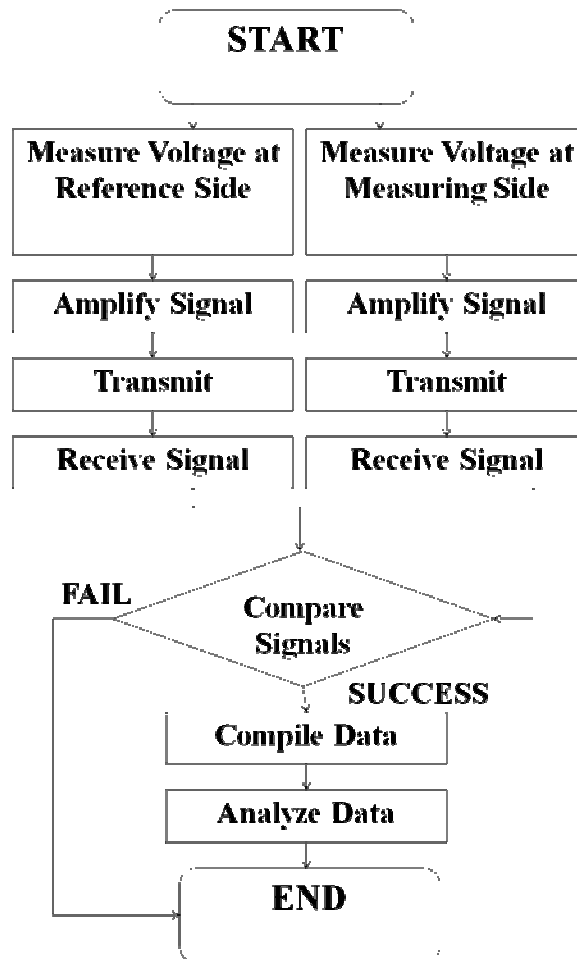 START
Measure Voltage at
Reference Side
Measure Voltage at
Measuring Side
Amplify Signal
Amplify Signal
Transmit
Transmit
Receive Signal
Receive Signal
FAIL
Compare
Signals
SUCCESS
Compile Data
Analyze Data
END